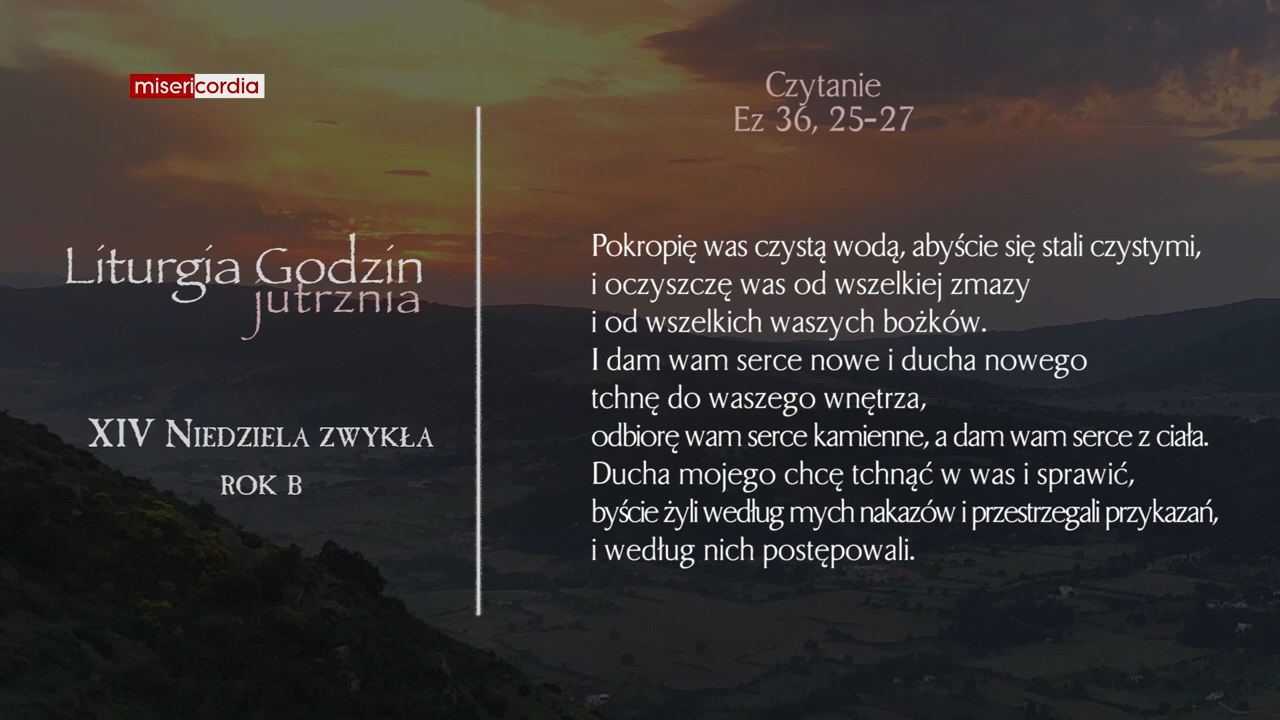 misericordia
Liturgia Godzin
jutrznia
XIV Niedziela zwykła
rok B
Czytanie
Ez 36, 25-27
Pokropię was czystą wodą, abyście się stali czystymi,
i oczyszczę was od wszelkiej zmazy
i od wszelkich waszych bożków.
I dam wam serce nowe i ducha nowego
tchnę do waszego wnętrza,
odbiorę wam serce kamienne, a dam wam serce z ciała.
Ducha mojego chcę tchnąć w was i sprawić,
byście żyli według mych nakazów i przestrzegali przykazań,
i według nich postępowali.